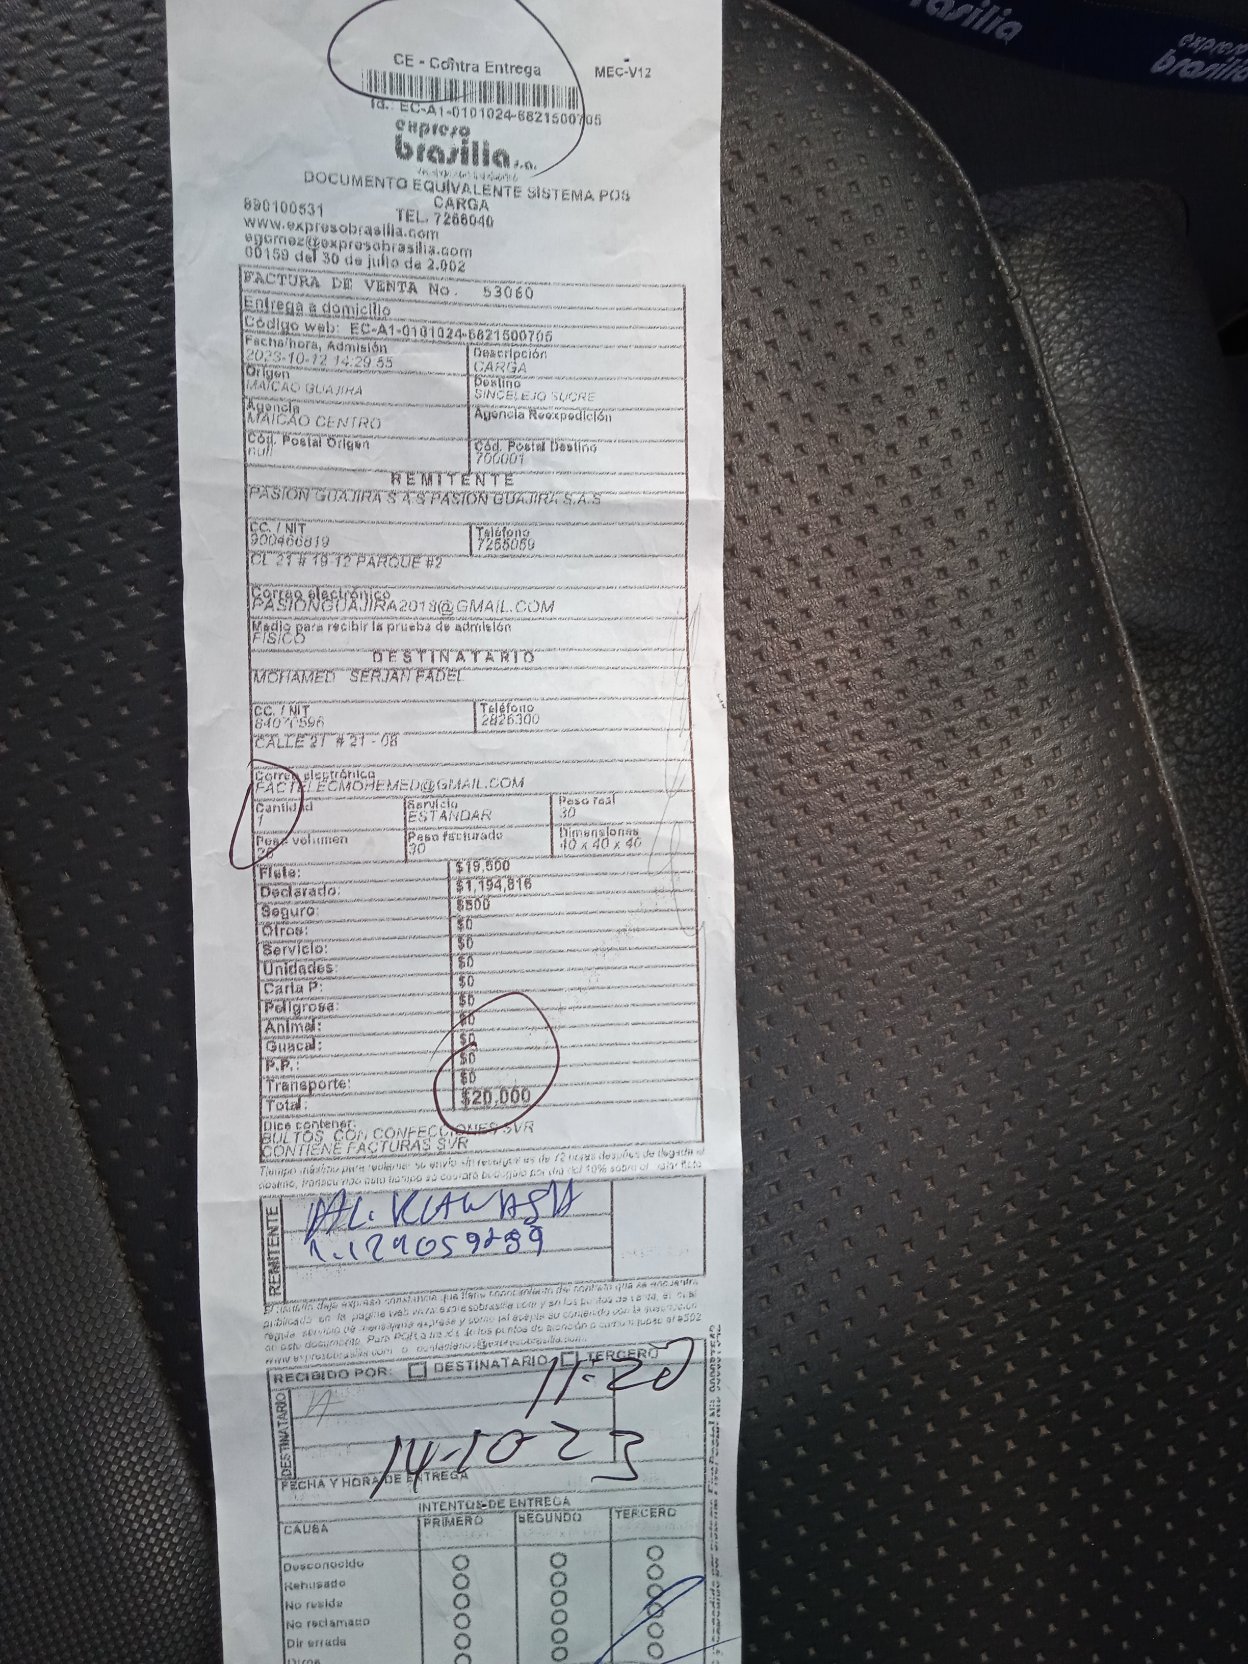 CE - Contra Entrega
MEC-V12
Id.: EC-A1-0101024-6821500705
expreso
brasilia s.a.
DOCUMENTO EQUIVALENTE SISTEMA POS
CARGA
890100531 TEL. 7266040
www.expresobrasilia.com
egomez@expresobrasilia.com
00159 del 30 de julio de 2.002
FACTURA DE VENTA No. 53060
Entrega a domicilio
Código web: EC-A1-0101024-6821500705
Fecha/hora, Admisión Descripción
2023-10-12 14:29:55 CARGA
Origen Destino
MAICAO GUAJIRA SINCELEJO SUCRE
Agencia Agencia Reexpedición
MAICAO CENTRO
Cód. Postal Origen Cód. Postal Destino
null 700001
REMITENTE
PASION GUAJIRA S A S PASION GUAJIRA S.A.S
CC. / NIT Teléfono
900466819
CL 21 # 19-12 PARQUE #2
Correo electrónico
PASIONGUAJIRA2018@GMAIL.COM
Medio para recibir la prueba de admisión
FISICO
DESTINATARIO
MOHAMED SERJAN FADEL
CC. / NIT Teléfono
2826300
CALLE 21 # 21 - 08
Correo electrónico
FACTELECMOHEMED@GMAIL.COM
Cantidad Servicio Peso real
1 ESTANDAR 30
Peso volumen Peso facturado Dimensiones
30 40 x 40 x 40
Flete: $19,500
Declarado: $1,194,816
Seguro: $500
Otros: $0
Servicio: $0
Unidades: $0
Carta P: $0
Peligrosa: $0
Animal: $0
Guacal: $0
P.P.: $0
Transporte: $0
Total: $20,000
Dice contener:
BULTOS CON CONFECCIONES SVR
CONTIENE FACTURAS SVR
REMITENTE
RECIBIDO POR: DESTINATARIO TERCERO
11:20
DESTINATARIO
14-10-23
FECHA Y HORA DE ENTREGA
INTENTOS DE ENTREGA
CAUSA PRIMERO SEGUNDO TERCERO
Desconocido
Rehusado
No reside
No reclamado
Dir errada
Otros
expreso
brasilia